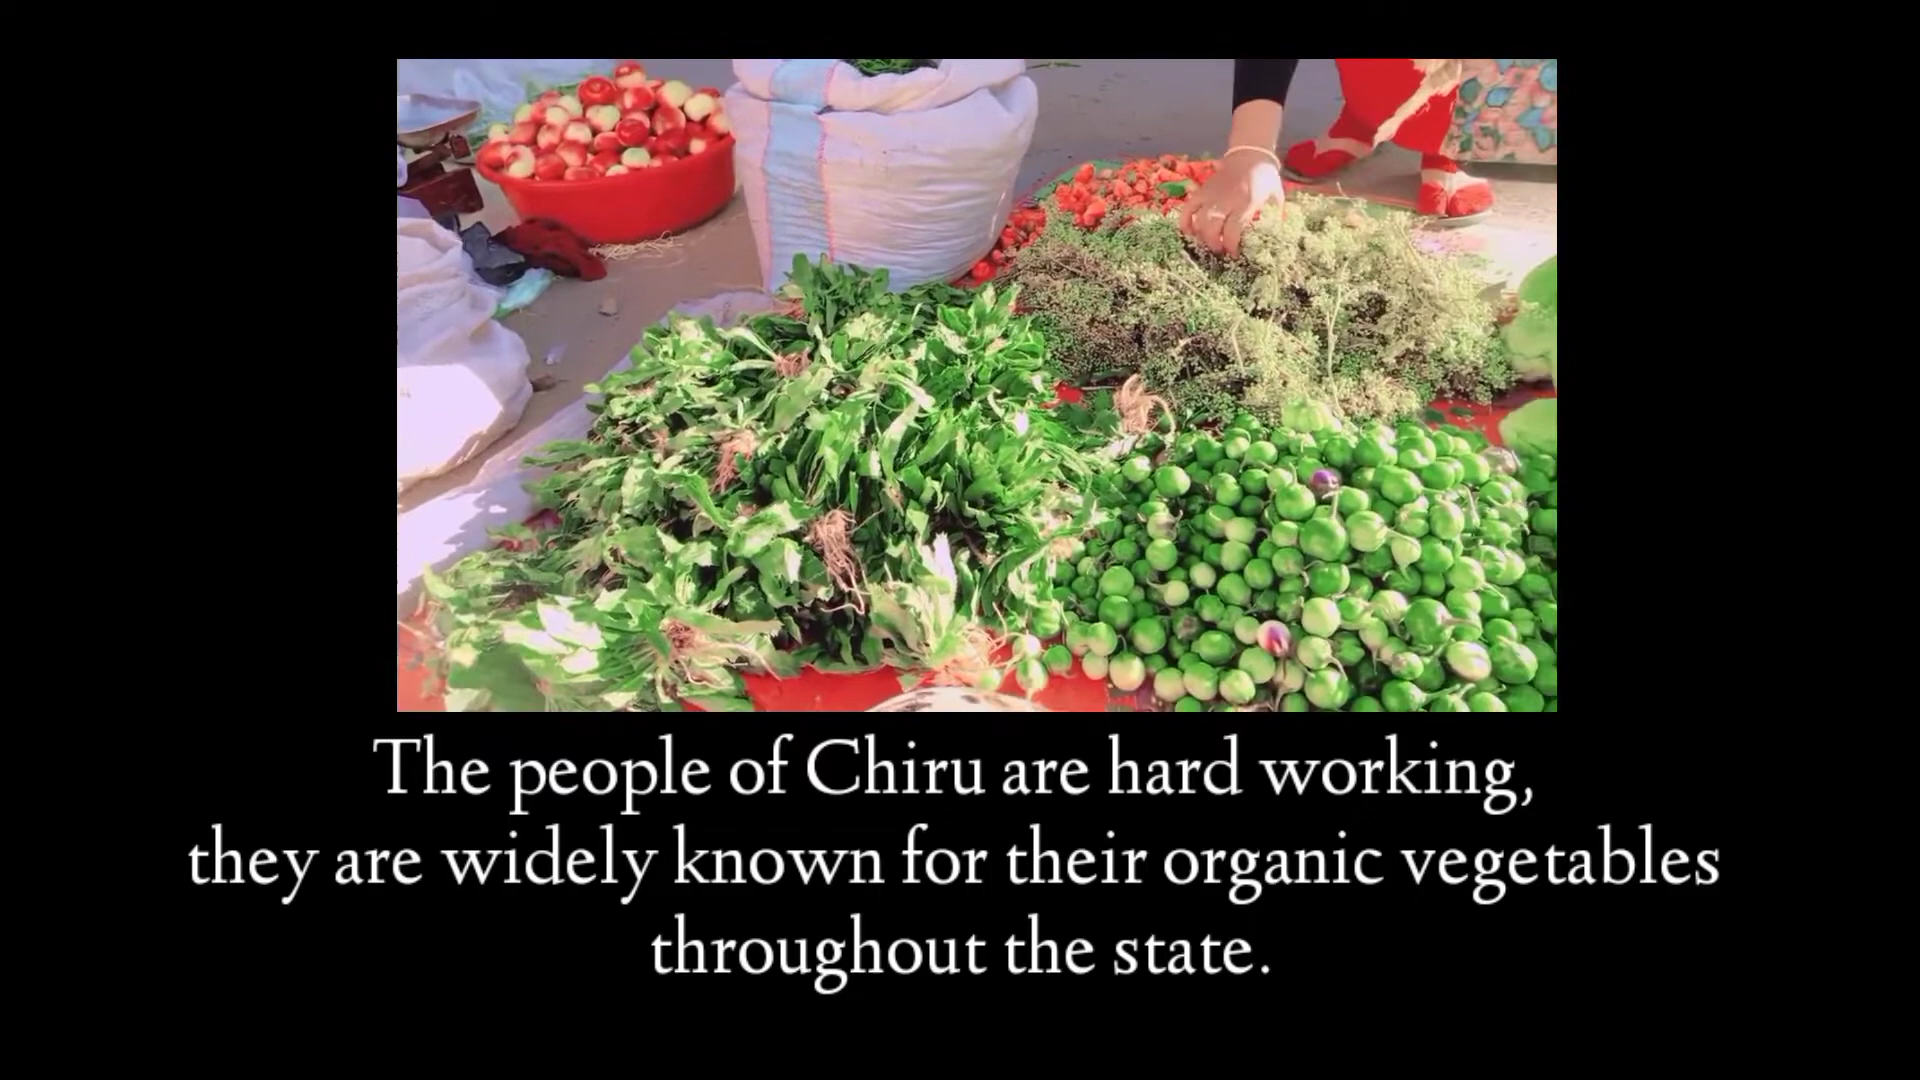 The people of Chiru are hard working,
they are widely known for their organic vegetables
throughout the state.